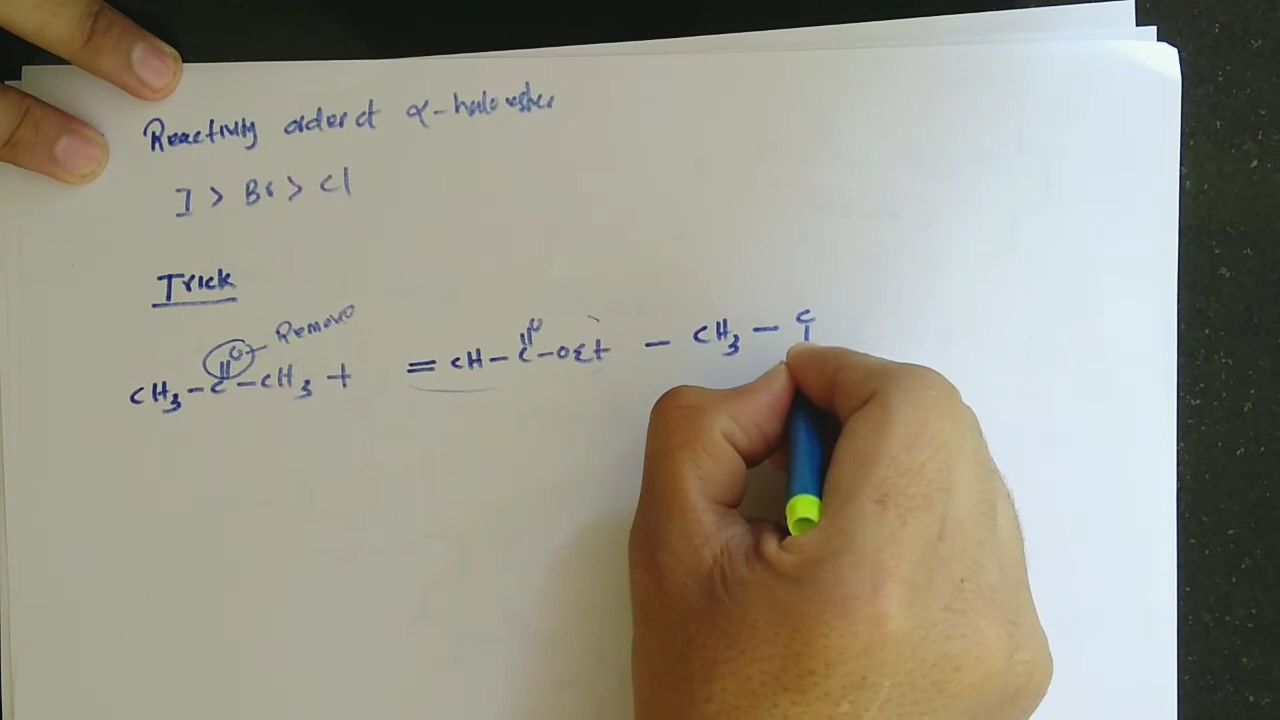 Reactivity order of α-halo ester
I > Br > Cl
Trick
Remove
O O C
CH3-C-CH3 + = CH-C-OEt - CH3 -